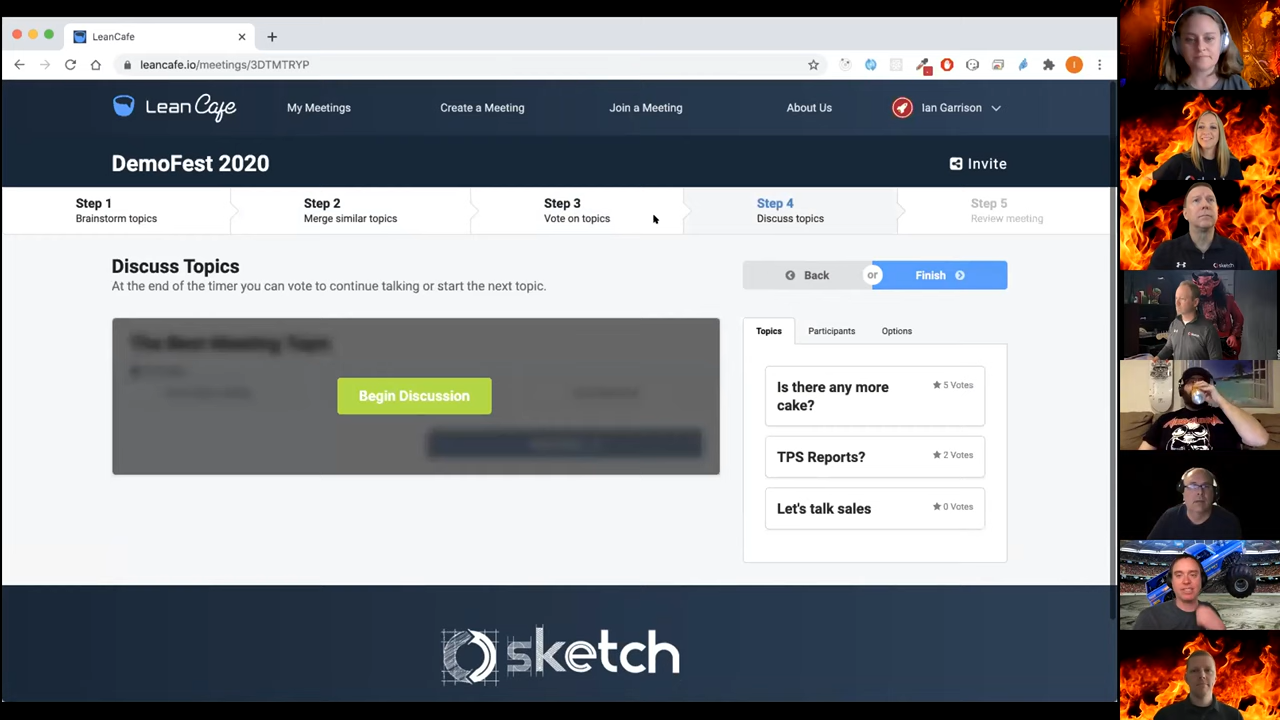 LeanCafe
leancafe.io/meetings/3DTMTRYP
Lean Cafe
My Meetings
Create a Meeting
Join a Meeting
About Us
Ian Garrison
DemoFest 2020
Invite
Step 1
Brainstorm topics
Step 2
Merge similar topics
Step 3
Vote on topics
Step 4
Discuss topics
Step 5
Review meeting
Discuss Topics
At the end of the timer you can vote to continue talking or start the next topic.
Back
or
Finish
The Best Meeting Topic
Begin Discussion
Topics
Participants
Options
Is there any more
cake?
5 Votes
TPS Reports?
2 Votes
Let's talk sales
0 Votes
sketch